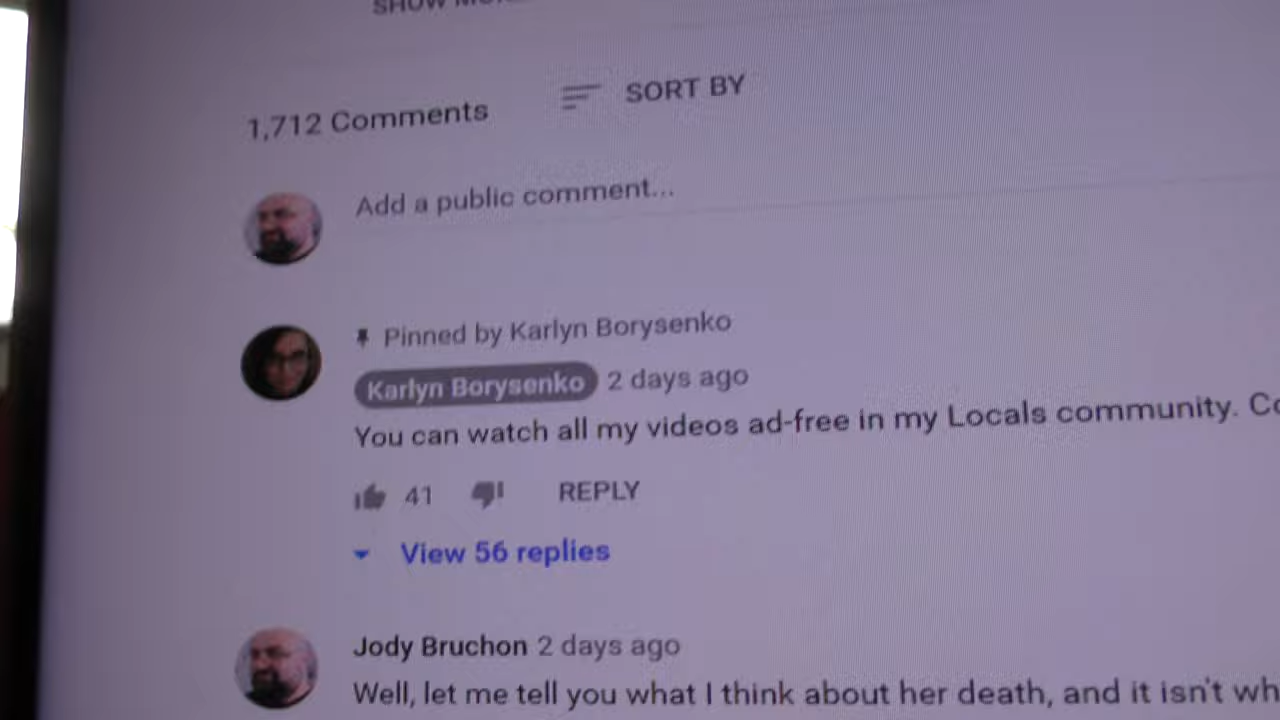 SHOW MO
1,712 Comments
SORT BY
Add a public comment...
Pinned by Karlyn Borysenko
Karlyn Borysenko 2 days ago
You can watch all my videos ad-free in my Locals community. Co
41 REPLY
View 56 replies
Jody Bruchon 2 days ago
Well, let me tell you what I think about her death, and it isn't wh